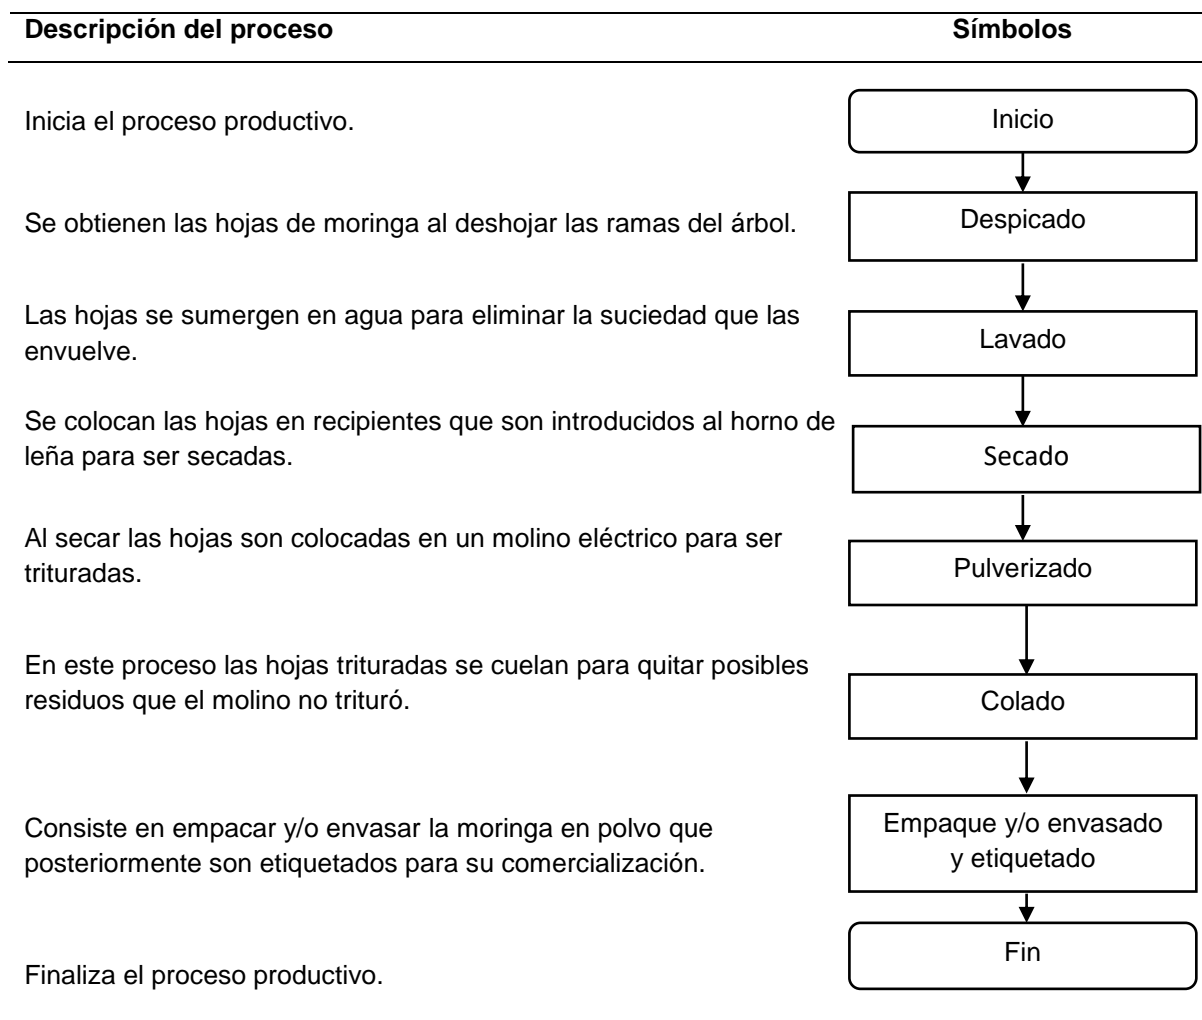 Descripción del proceso Símbolos
Inicia el proceso productivo. Inicio
Se obtienen las hojas de moringa al deshojar las ramas del árbol. Despicado
Las hojas se sumergen en agua para eliminar la suciedad que las
envuelve.
Lavado
Se colocan las hojas en recipientes que son introducidos al horno de
leña para ser secadas.
Secado
Al secar las hojas son colocadas en un molino eléctrico para ser
trituradas.
Pulverizado
En este proceso las hojas trituradas se cuelan para quitar posibles
residuos que el molino no trituró.
Colado
Consiste en empacar y/o envasar la moringa en polvo que
posteriormente son etiquetados para su comercialización.
Empaque y/o envasado
y etiquetado
Finaliza el proceso productivo.
Fin